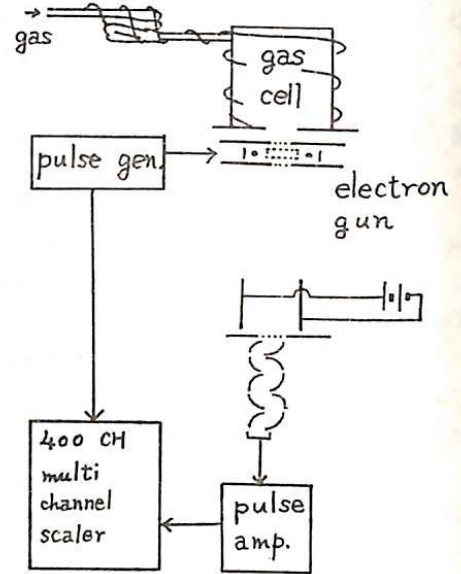 gas
gas
cell
pulse gen.
electron
gun
400 CH
multi
channel
scaler
pulse
amp.